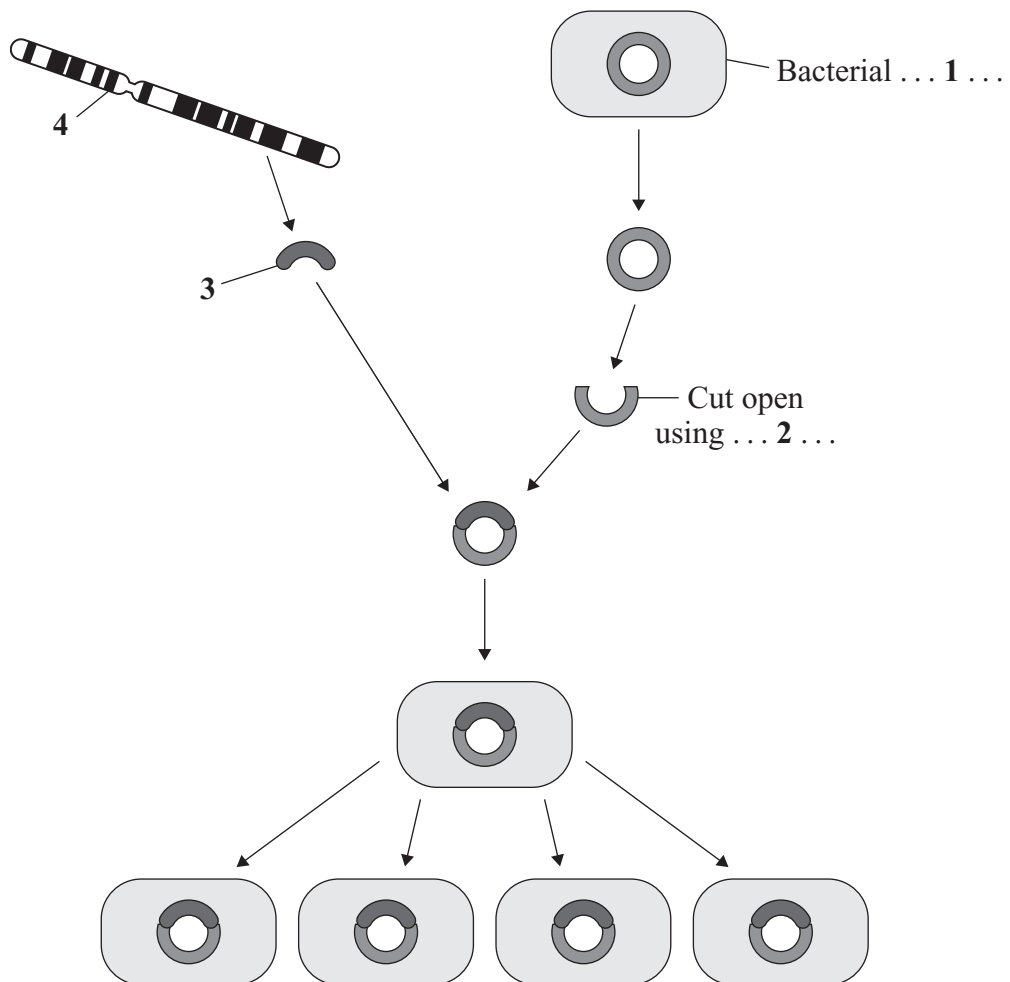 Bacterial . . . 1 . . .
4
3
Cut open
using . . . 2 . . .